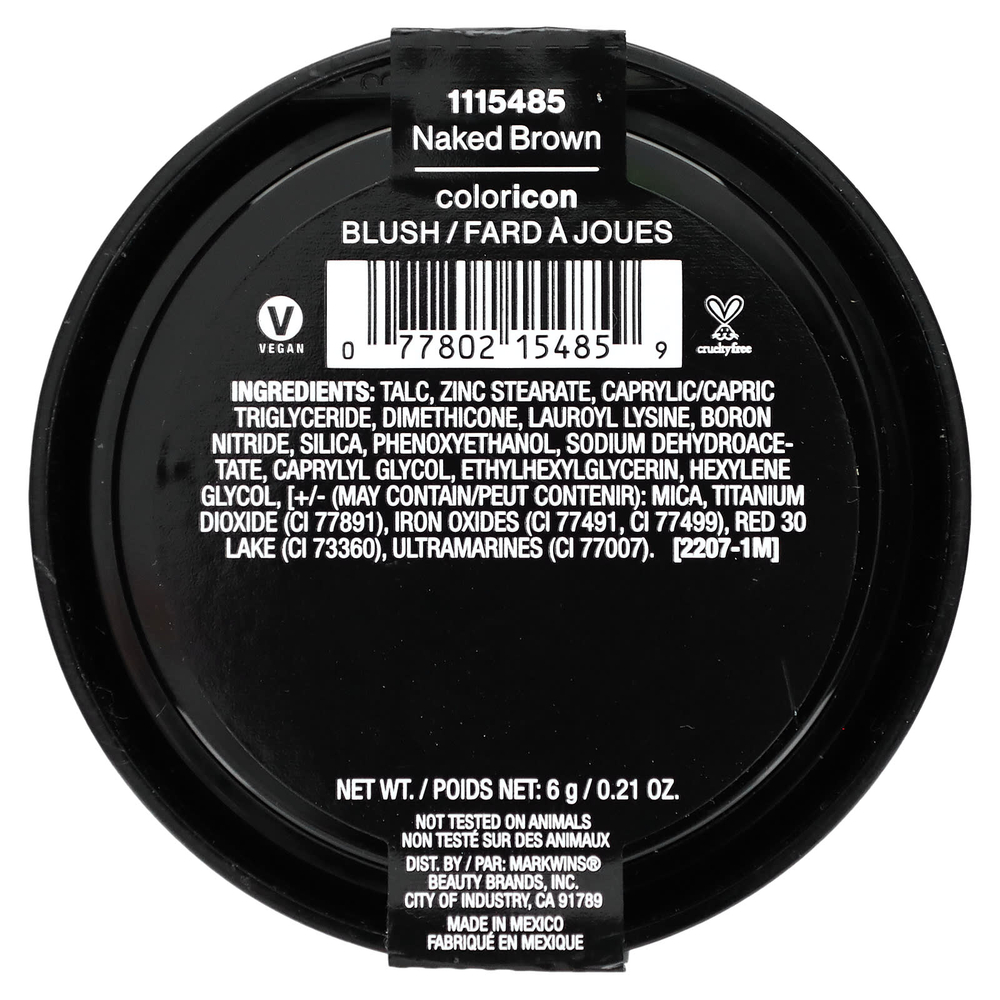 1115485
Naked Brown
coloricon
BLUSH / FARD À JOUES
V
VEGAN
0 77802 15485 9
crueltyfree
INGREDIENTS: TALC, ZINC STEARATE, CAPRYLIC/CAPRIC
TRIGLYCERIDE, DIMETHICONE, LAUROYL LYSINE, BORON
NITRIDE, SILICA, PHENOXYETHANOL, SODIUM DEHYDROACE-
TATE, CAPRYLYL GLYCOL, ETHYLHEXYLGLYCERIN, HEXYLENE
GLYCOL, [+/- (MAY CONTAIN/PEUT CONTENIR): MICA, TITANIUM
DIOXIDE (CI 77891), IRON OXIDES (CI 77491, CI 77499), RED 30
LAKE (CI 73360), ULTRAMARINES (CI 77007). [2207-1M]
NET WT. / POIDS NET: 6 g / 0.21 OZ.
NOT TESTED ON ANIMALS
NON TESTÉ SUR DES ANIMAUX
DIST. BY / PAR: MARKWINS®
BEAUTY BRANDS, INC.
CITY OF INDUSTRY, CA 91789
MADE IN MEXICO
FABRIQUÉ EN MEXIQUE